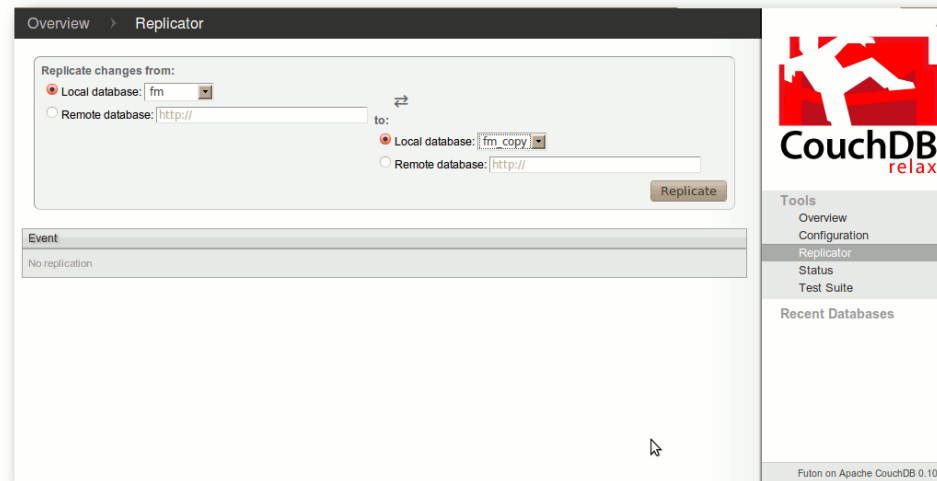 Overview > Replicator
Replicate changes from:
Local database: fm
Remote database: http://
⇄
to:
Local database: fm_copy
Remote database: http://
Replicate
Event
No replication
CouchDB
relax
Tools
Overview
Configuration
Replicator
Status
Test Suite
Recent Databases
Futon on Apache CouchDB 0.10